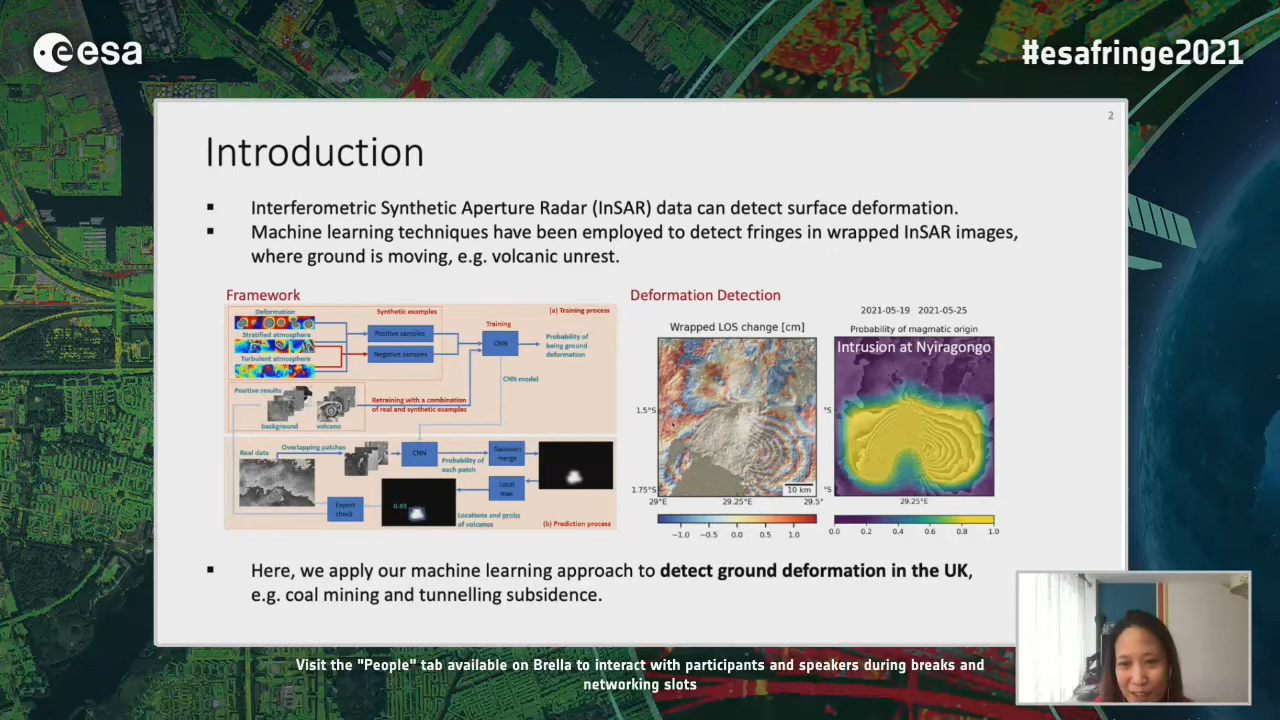 esa
#esafringe2021
2
Introduction
Interferometric Synthetic Aperture Radar (InSAR) data can detect surface deformation.
Machine learning techniques have been employed to detect fringes in wrapped InSAR images,
where ground is moving, e.g. volcanic unrest.
Framework
Deformation
Synthetic examples
(a) Training process
Stratified atmosphere
Positive samples
Training
CNN
Probability of
being ground
deformation.
Turbulent atmosphere
Negative samples
CNN model
Positive results
Retraining with a combination
of real and synthetic examples
background
volcano
Real data
Overlapping patches
CNN
Probability of
each patch
Gaussian
merge
Local
max
0.95
Expert
check
Locations and probs
of volcanos
(b) Prediction process
Deformation Detection
2021-05-19 2021-05-25
Wrapped LOS change [cm]
Probability of magmatic origin
Intrusion at Nyiragongo
1.5°S
°S
1.75°S
°S
10 km
29°E
29.25°E
29.5°
29.25°E
−1.0 −0.5 0.0 0.5 1.0
0.0 0.2 0.4 0.6 0.8 1.0
Here, we apply our machine learning approach to detect ground deformation in the UK,
e.g. coal mining and tunnelling subsidence.
Visit the "People" tab available on Brella to interact with participants and speakers during breaks and
networking slots